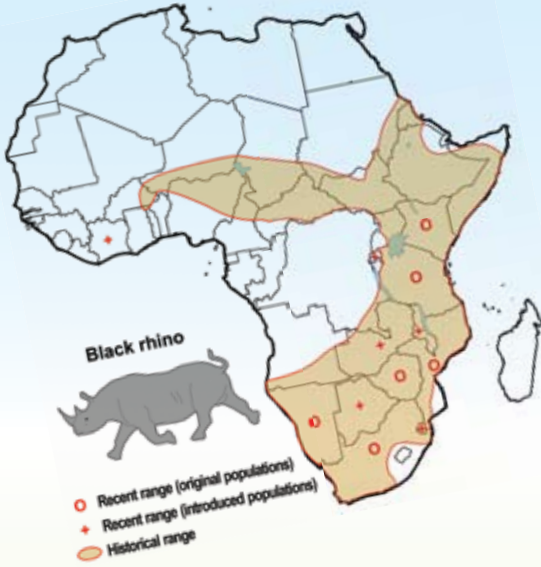 Black rhino
Recent range (original populations)
Recent range (introduced populations)
Historical range